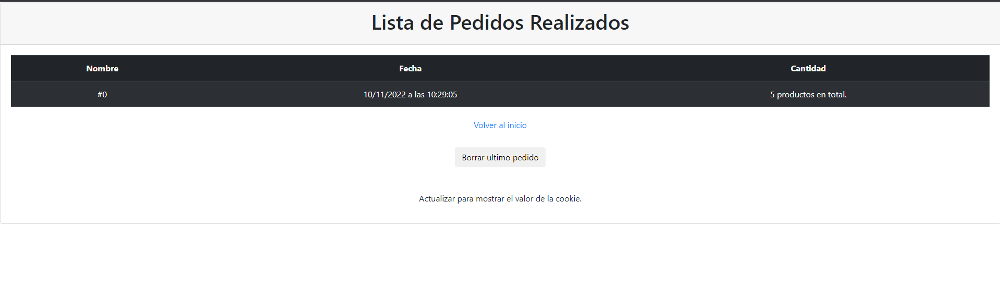 Lista de Pedidos Realizados
Nombre Fecha Cantidad
#0 10/11/2022 a las 10:29:05 5 productos en total.
Volver al inicio
Borrar ultimo pedido
Actualizar para mostrar el valor de la cookie.